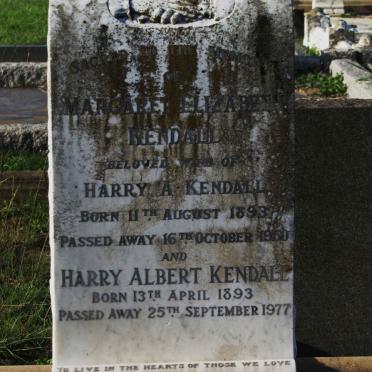 SACRED
MARGARET ELIZABETH
KENDALL
BELOVED WIFE OF
HARRY A KENDALL
BORN 11TH AUGUST 1893
PASSED AWAY 16TH OCTOBER 1960
AND
HARRY ALBERT KENDALL
BORN 13TH APRIL 1893
PASSED AWAY 25TH SEPTEMBER 1977
TO LIVE IN THE HEARTS OF THOSE WE LOVE